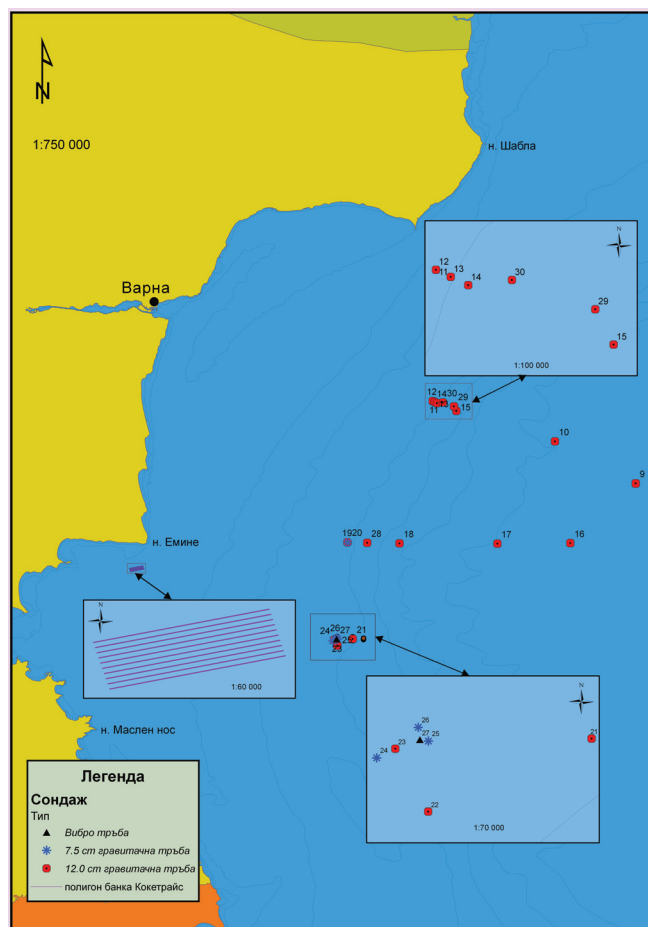 N
1:750 000
н. Шабла
Варна
N
12
11
13
14
30
29
15
1:100 000
12 14 30 29
11 13 15
10
9
н. Емине
1920 28 18 17 16
N
1:60 000
26 27 21
24 25
23
н. Маслен нос
N
26
27 25
24
23
21
22
1:70 000
Легенда
Сондаж
Тип
Вибро тръба
7.5 cm гравитачна тръба
12.0 cm гравитачна тръба
полигон банка Кокетрайс